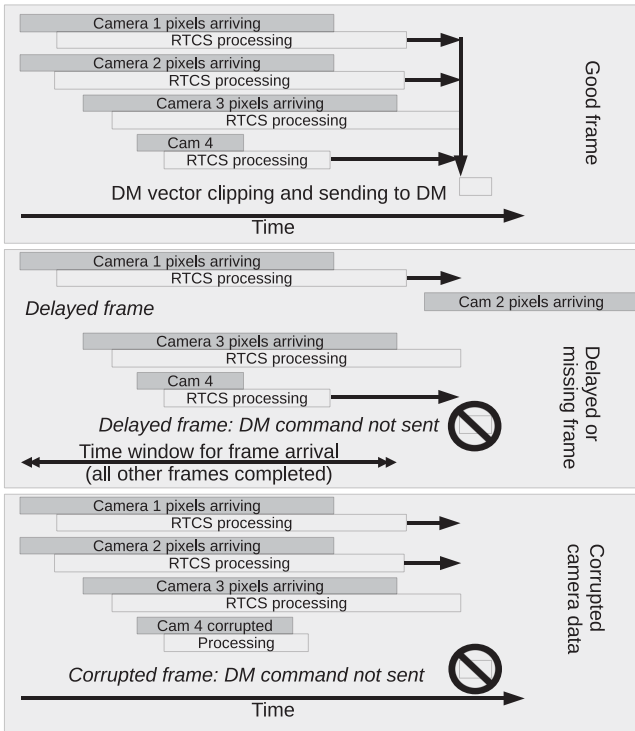 Camera 1 pixels arriving
RTCS processing
Camera 2 pixels arriving
RTCS processing
Camera 3 pixels arriving
RTCS processing
Cam 4
RTCS processing
DM vector clipping and sending to DM
Time
Good frame
Camera 1 pixels arriving
RTCS processing
Delayed frame
Cam 2 pixels arriving
Camera 3 pixels arriving
RTCS processing
Cam 4
RTCS processing
Delayed frame: DM command not sent
Time window for frame arrival
(all other frames completed)
Delayed or
missing frame
Camera 1 pixels arriving
RTCS processing
Camera 2 pixels arriving
RTCS processing
Camera 3 pixels arriving
RTCS processing
Cam 4 corrupted
Processing
Corrupted frame: DM command not sent
Time
Corrupted
camera data